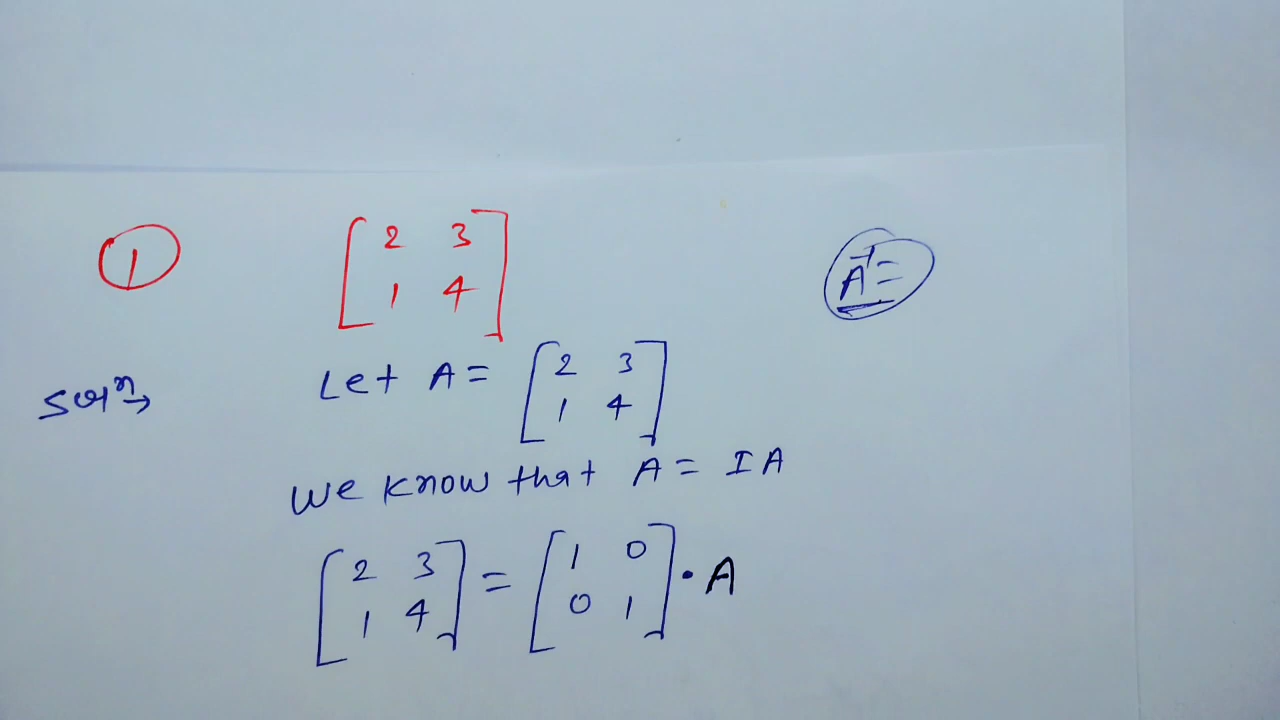 1 [2 3
1 4] A⁻¹=
Solⁿ→ Let A = [2 3
1 4]
We know that A = IA
[2 3
1 4] = [1 0
0 1] · A